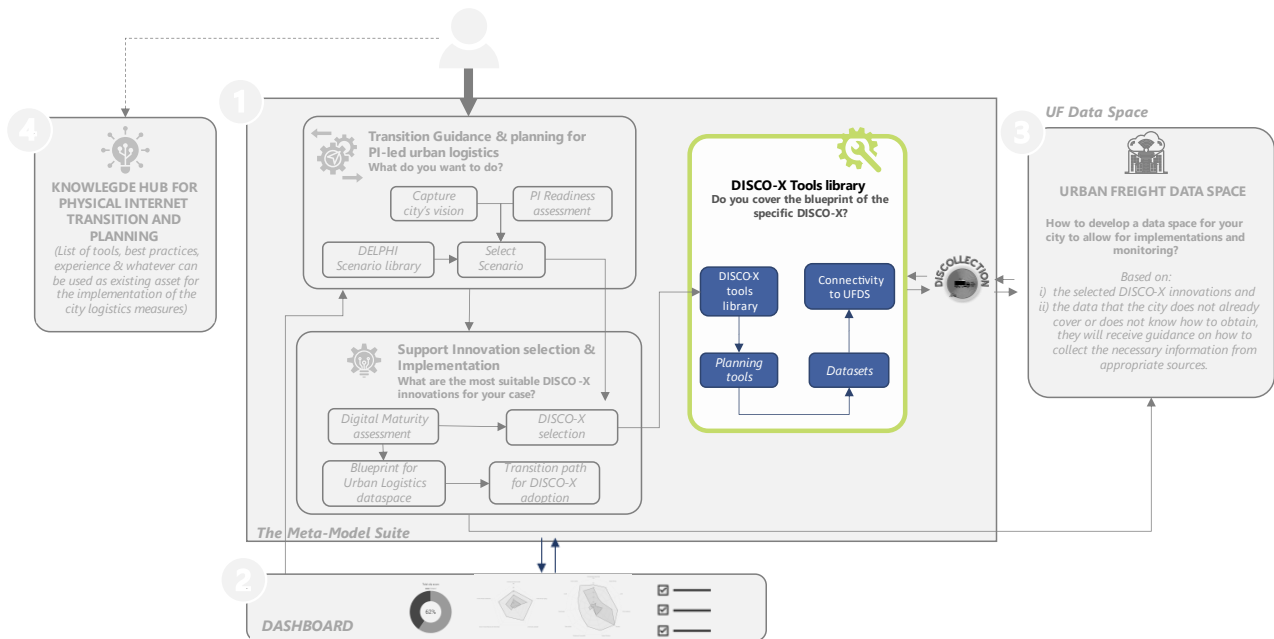 1
4
KNOWLEGDE HUB FOR
PHYSICAL INTERNET
TRANSITION AND
PLANNING
(List of tools, best practices,
experience & whatever can
be used as existing asset for
the implementation of the
city logistics measures)
Transition Guidance & planning for
PI-led urban logistics
What do you want to do?
Capture
city's vision
PI Readiness
assessment
DELPHI
Scenario library
Select
Scenario
Support Innovation selection &
Implementation
What are the most suitable DISCO -X
innovations for your case?
Digital Maturity
assessment
DISCO-X
selection
Blueprint for
Urban Logistics
dataspace
Transition path
for DISCO-X
adoption
The Meta-Model Suite
DISCO-X Tools library
Do you cover the blueprint of the
specific DISCO-X?
DISCO-X
tools
library
Connectivity
to UFDS
Planning
tools
Datasets
DISCOLLECTION
UF Data Space
3
URBAN FREIGHT DATA SPACE
How to develop a data space for your
city to allow for implementations and
monitoring?
Based on:
i) the selected DISCO-X innovations and
ii) the data that the city does not already
cover or does not know how to obtain,
they will receive guidance on how to
collect the necessary information from
appropriate sources.
2
DASHBOARD
62%